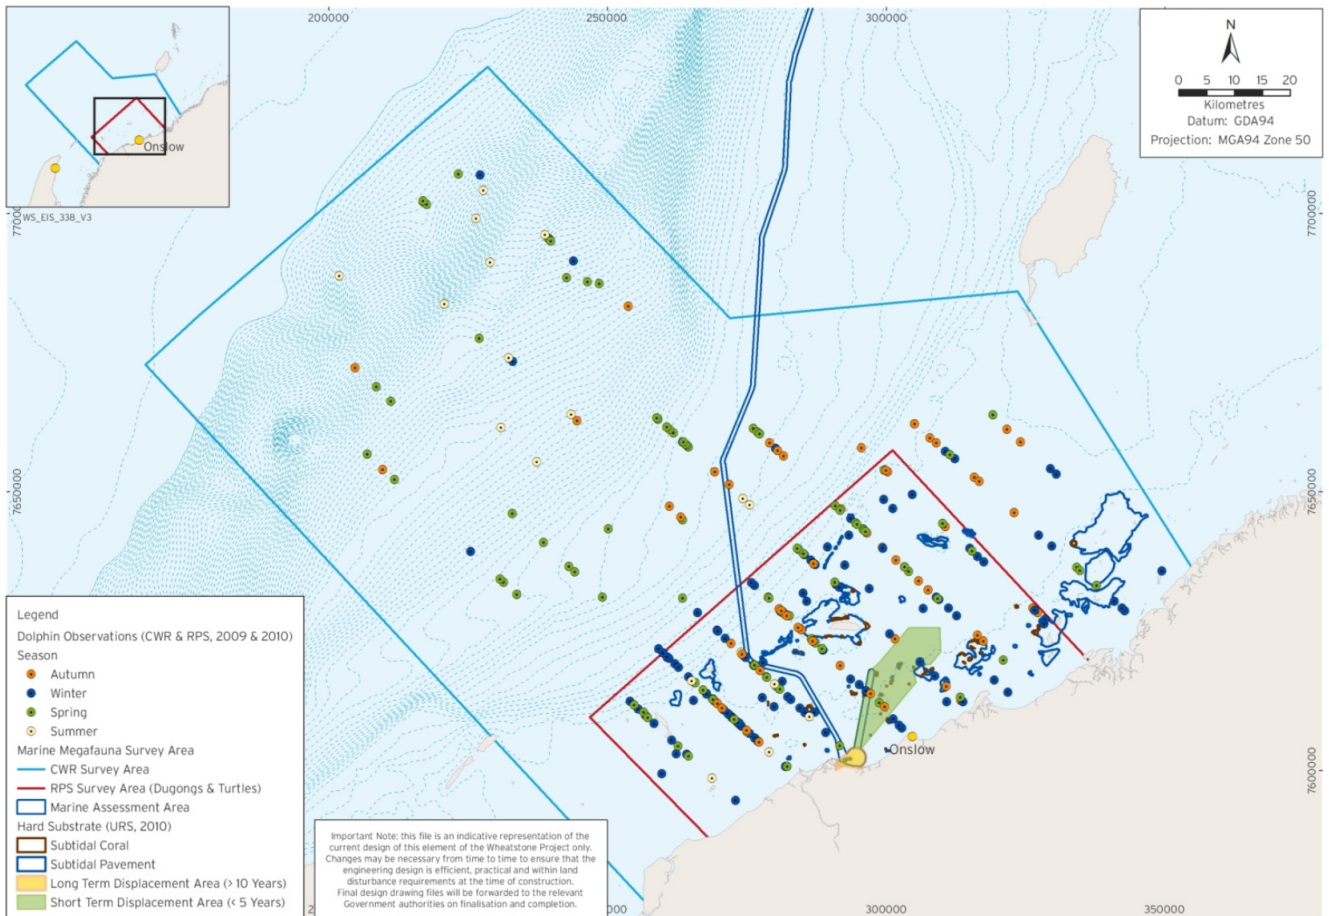 200000
250000
300000
N
0 5 10 15 20
Kilometres
Datum: GDA94
Projection: MGA94 Zone 50
Onslow
WS_EIS_33B_V3
7700000
7700000
7650000
7650000
Onslow
7600000
Legend
Dolphin Observations (CWR & RPS, 2009 & 2010)
Season
Autumn
Winter
Spring
Summer
Marine Megafauna Survey Area
CWR Survey Area
RPS Survey Area (Dugongs & Turtles)
Marine Assessment Area
Hard Substrate (URS, 2010)
Subtidal Coral
Subtidal Pavement
Long Term Displacement Area (> 10 Years)
Short Term Displacement Area (< 5 Years)
Important Note: this file is an indicative representation of the
current design of this element of the Wheatstone Project only.
Changes may be necessary from time to time to ensure that the
engineering design is efficient, practical and within land
disturbance requirements at the time of construction.
Final design drawing files will be forwarded to the relevant
Government authorities on finalisation and completion.
300000
350000